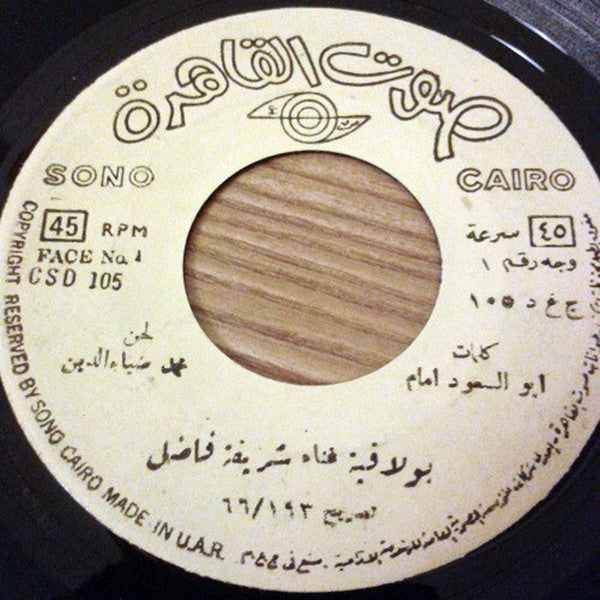 صوت القاهرة
SONO CAIRO
45 RPM
٤٥ سرعة
FACE No. 1
وجه رقم ١
CSD 105
ج غ د ١٠٥
لحن
محمد ضياء الدين
كلمات
ابو السعود امام
بولاقية غناء شريفة فاضل
تصريح ٦٦/١٩٣
COPYRIGHT RESERVED BY SONO CAIRO MADE IN U.A.R.
صنع فى ج.ع.م.